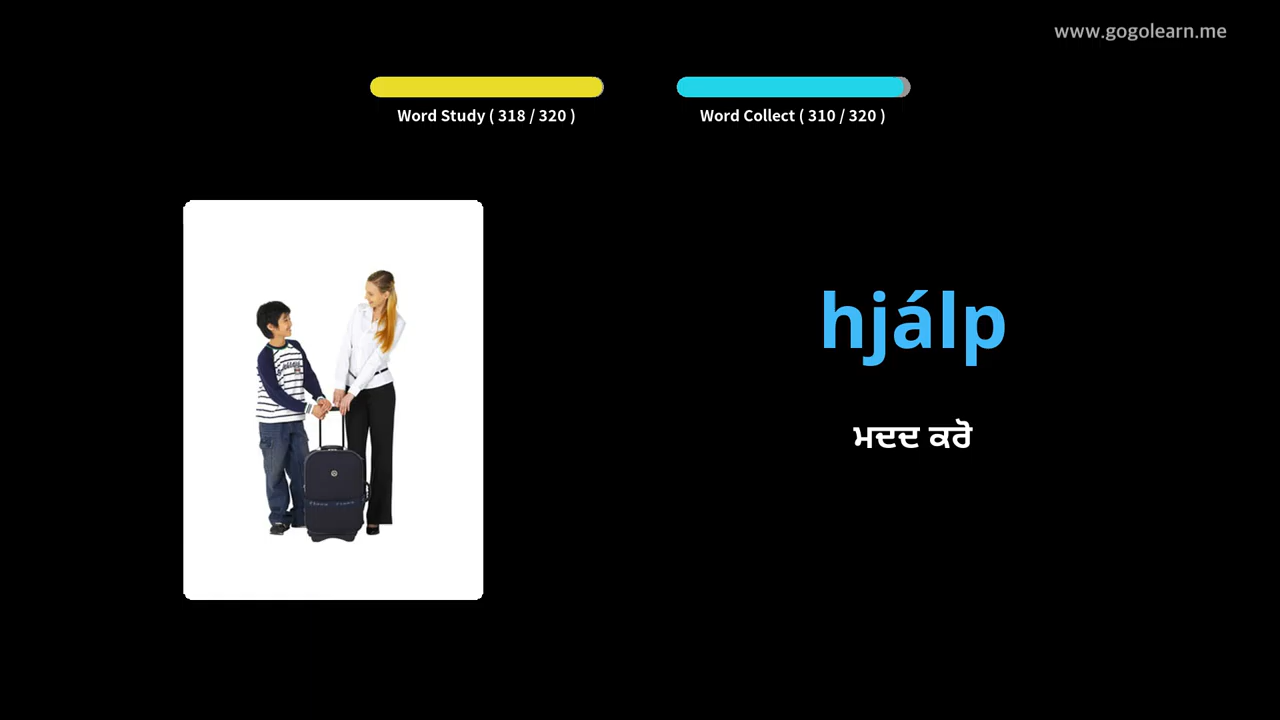 www.gogolearn.me
Word Study ( 318 / 320 )
Word Collect ( 310 / 320 )
hjálp
ਮਦਦ ਕਰੋ